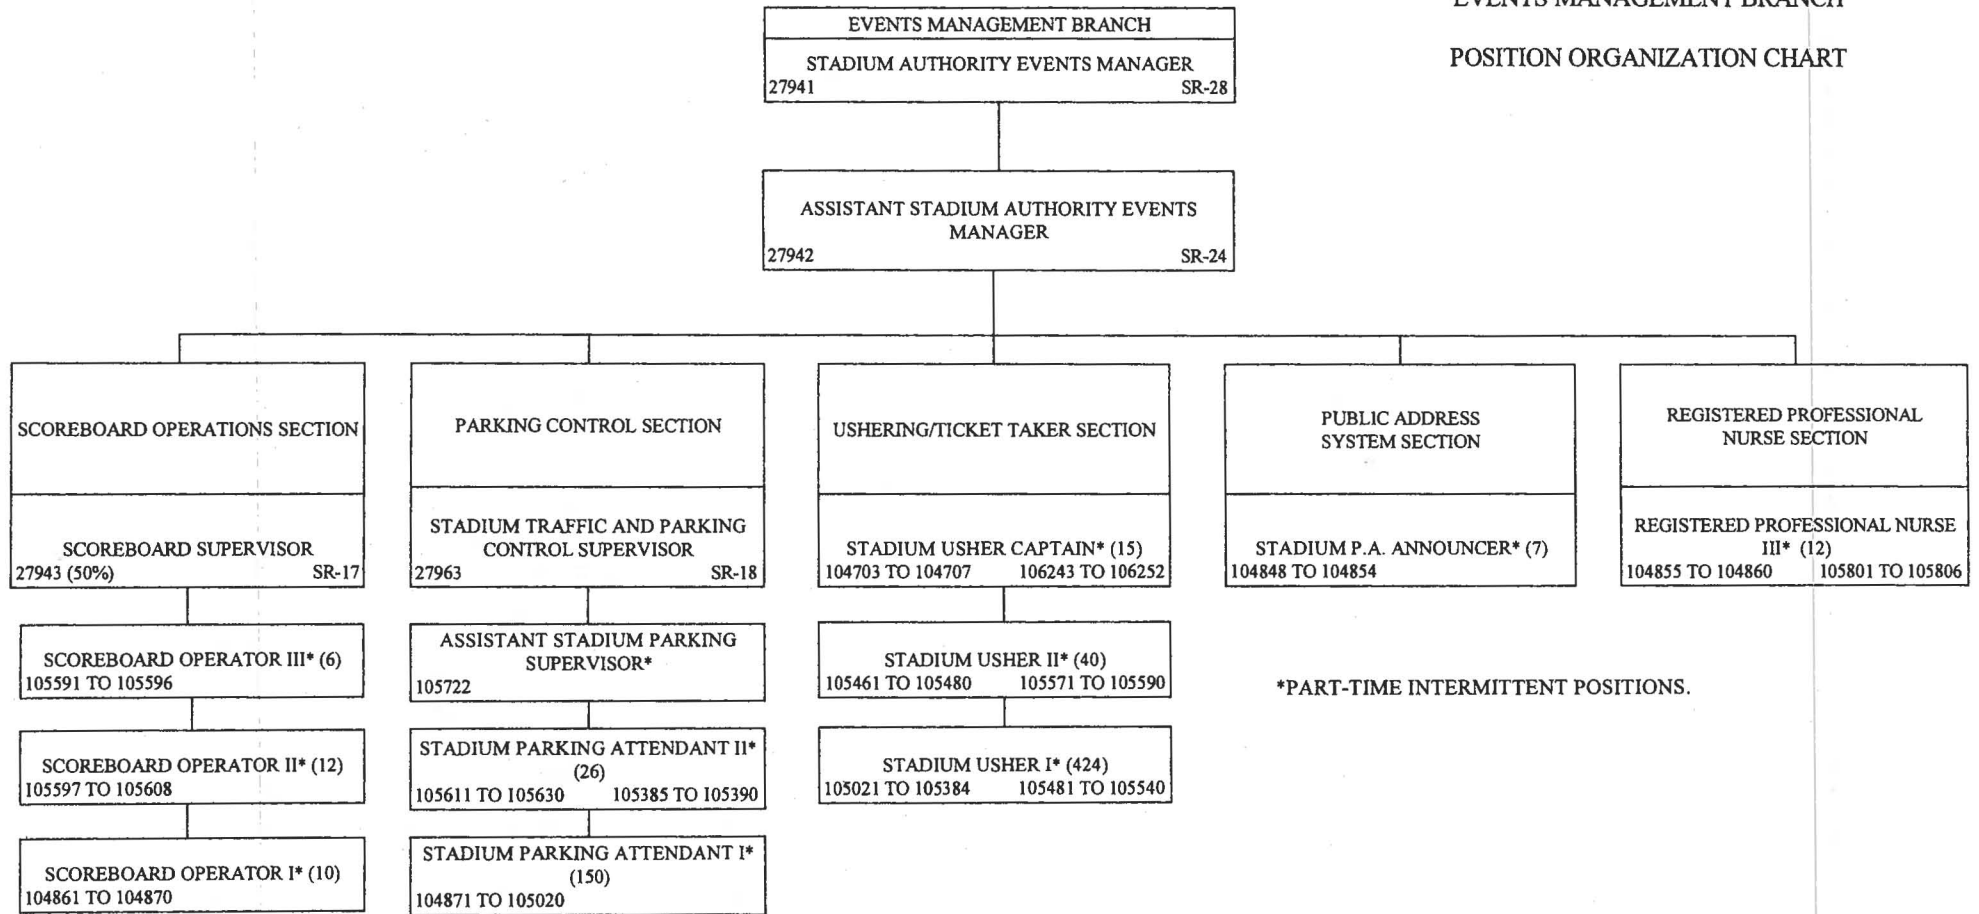 EVENTS MANAGEMENT BRANCH
POSITION ORGANIZATION CHART
EVENTS MANAGEMENT BRANCH
STADIUM AUTHORITY EVENTS MANAGER
27941 SR-28
ASSISTANT STADIUM AUTHORITY EVENTS
MANAGER
27942 SR-24
SCOREBOARD OPERATIONS SECTION
SCOREBOARD SUPERVISOR
27943 (50%) SR-17
SCOREBOARD OPERATOR III* (6)
105591 TO 105596
SCOREBOARD OPERATOR II* (12)
105597 TO 105608
SCOREBOARD OPERATOR I* (10)
104861 TO 104870
PARKING CONTROL SECTION
STADIUM TRAFFIC AND PARKING
CONTROL SUPERVISOR
27963 SR-18
ASSISTANT STADIUM PARKING
SUPERVISOR*
105722
STADIUM PARKING ATTENDANT II*
(26)
105611 TO 105630 105385 TO 105390
STADIUM PARKING ATTENDANT I*
(150)
104871 TO 105020
USHERING/TICKET TAKER SECTION
STADIUM USHER CAPTAIN* (15)
104703 TO 104707 106243 TO 106252
STADIUM USHER II* (40)
105461 TO 105480 105571 TO 105590
STADIUM USHER I* (424)
105021 TO 105384 105481 TO 105540
PUBLIC ADDRESS
SYSTEM SECTION
STADIUM P.A. ANNOUNCER* (7)
104848 TO 104854
REGISTERED PROFESSIONAL
NURSE SECTION
REGISTERED PROFESSIONAL NURSE
III* (12)
104855 TO 104860 105801 TO 105806
*PART-TIME INTERMITTENT POSITIONS.